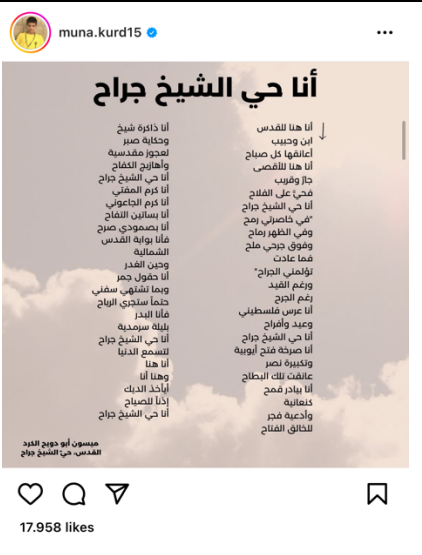 muna.kurd15
أنا حي الشيخ جراح
أنا هنا للقدس
ابن وحبيب
أعانقها كل صباح
أنا هنا للأقصى
جارٌ وقريب
فحيَّ على الفلاح
أنا حي الشيخ جراح
"في خاصرتي رمح
وفي الظهر رماح
وفوق جرحي ملح
فما عادت
تؤلمني الجراح"
ورغم القيد
رغم الجرح
أنا عرس فلسطيني
وعيد وأفراح
أنا حي الشيخ جراح
أنا صرخة فتح أيوبية
وتكبيرة نصر
عانقت تلك البطاح
أنا بيادر قمح
كنعانية
وأدعية فجر
للخالق الفتاح
أنا ذاكرة شيخ
وحكاية صبر
لعجوز مقدسية
وأهازيج الكفاح
أنا حي الشيخ جراح
أنا كرم المفتي
أنا كرم الجاعوني
أنا بساتين التفاح
أنا بصمودي صرح
فأنا بوابة القدس
الشمالية
وحين الغدر
أنا حقول جمر
وبما تشتهي سفني
حتماً ستجري الرياح
فأنا البدر
بليلة سرمدية
أنا حي الشيخ جراح
لتسمع الدنيا
أنا هنا
وهنا أنا
أيأخذ الديك
إذناً للصياح
أنا حي الشيخ جراح
ميسون أبو دويح الكرد
القدس، حيّ الشيخ جراح
17.958 likes